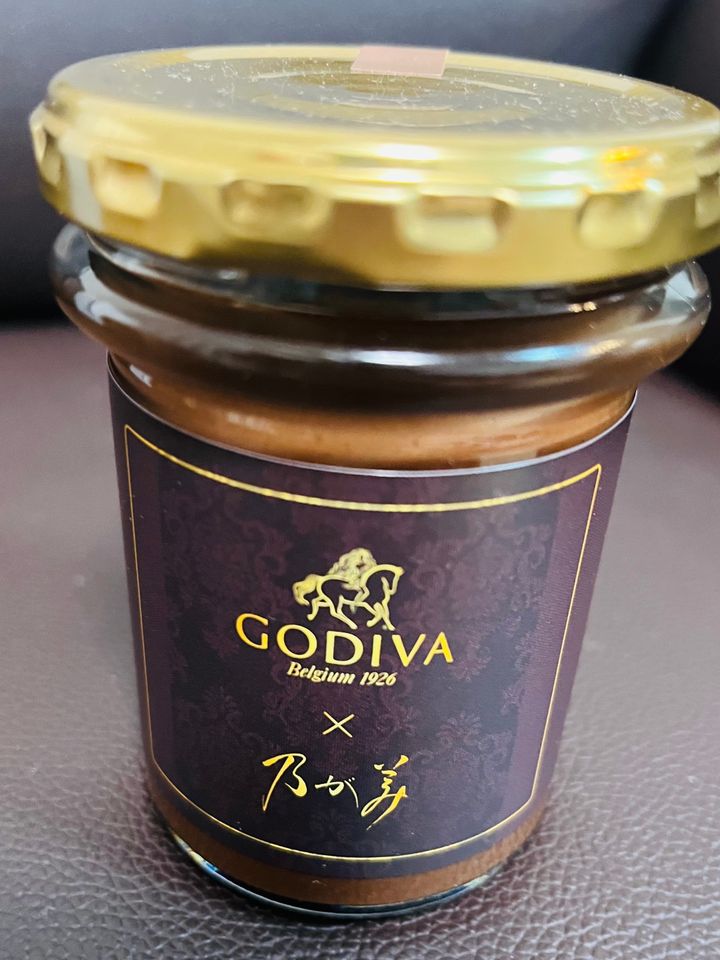 GODIVA
Belgium 1926
×
乃が美